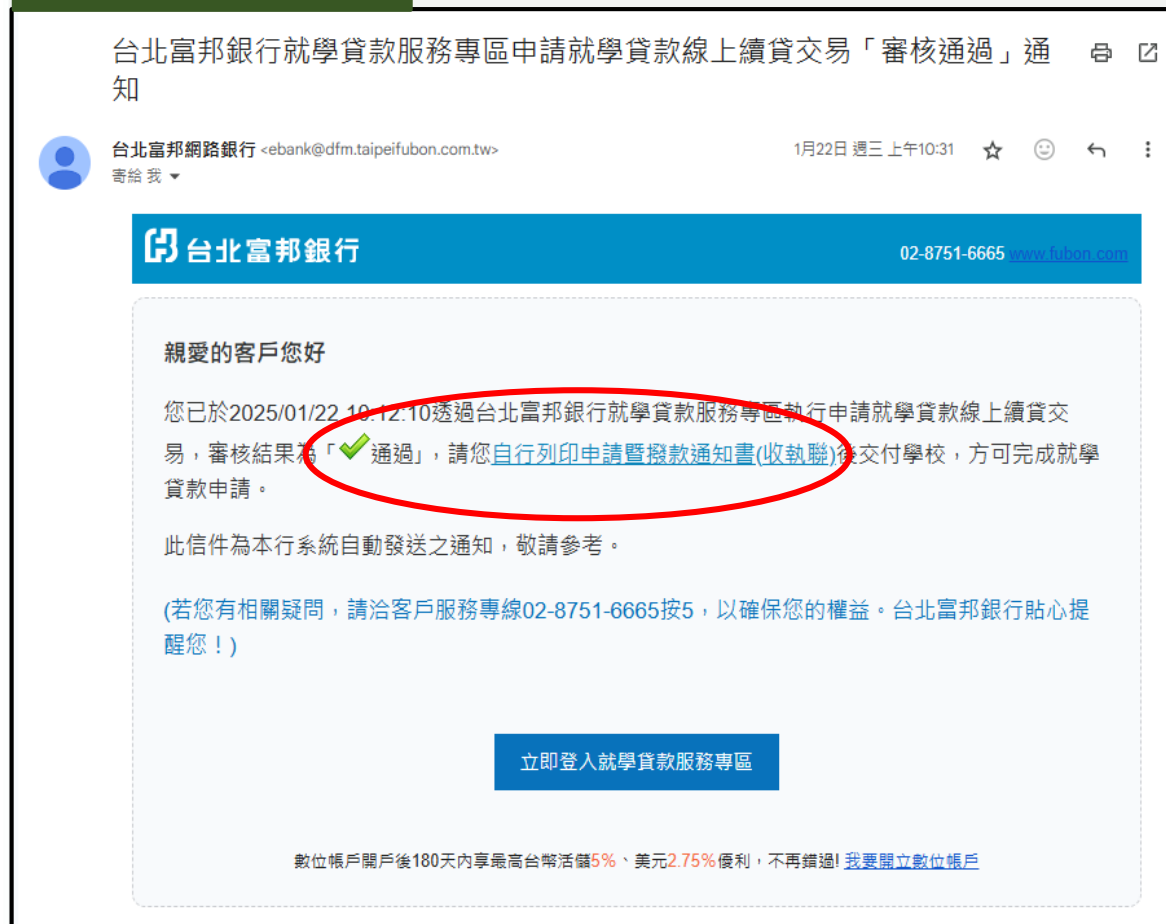 台北富邦銀行就學貸款服務專區申請就學貸款線上續貸交易「審核通過」通
知
台北富邦網路銀行 <ebank@dfm.taipeifubon.com.tw>
1月22日 週三 上午10:31
寄給 我
台北富邦銀行
02-8751-6665 www.fubon.com
親愛的客戶您好
您已於2025/01/22 10:12:10透過台北富邦銀行就學貸款服務專區執行申請就學貸款線上續貸交
易，審核結果為「通過」，請您自行列印申請暨撥款通知書(收執聯)後交付學校，方可完成就學
貸款申請。
此信件為本行系統自動發送之通知，敬請參考。
(若您有相關疑問，請洽客戶服務專線02-8751-6665按5，以確保您的權益。台北富邦銀行貼心提
醒您！)
立即登入就學貸款服務專區
數位帳戶開戶後180天內享最高台幣活儲5%、美元2.75%優利，不再錯過! 我要開立數位帳戶